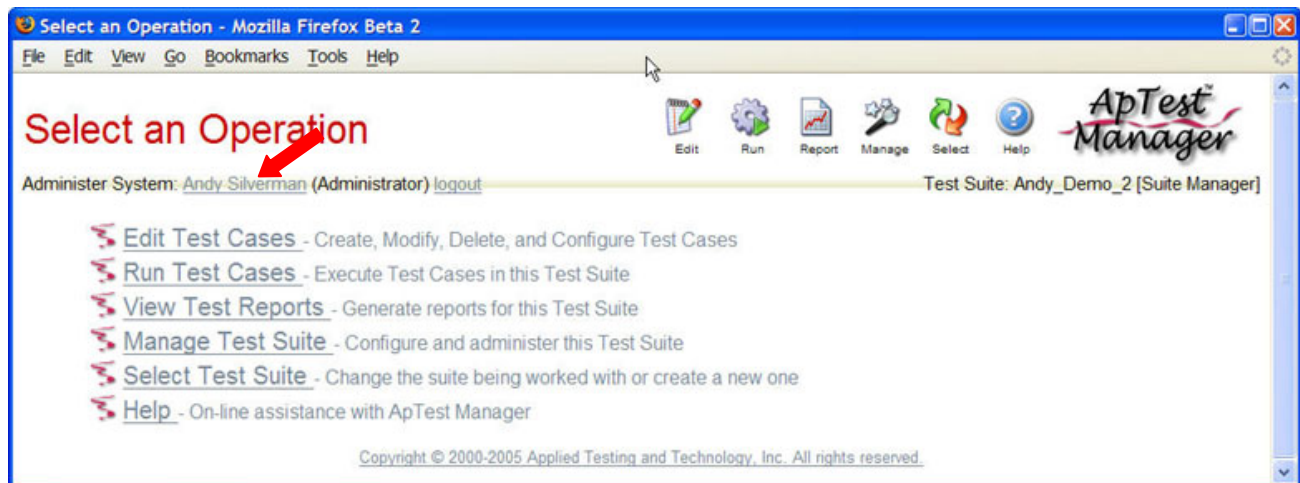 Select an Operation - Mozilla Firefox Beta 2
File Edit View Go Bookmarks Tools Help
Select an Operation
Edit Run Report Manage Select Help
ApTest™
Manager
Administer System: Andy Silverman (Administrator) logout
Test Suite: Andy_Demo_2 [Suite Manager]
Edit Test Cases - Create, Modify, Delete, and Configure Test Cases
Run Test Cases - Execute Test Cases in this Test Suite
View Test Reports - Generate reports for this Test Suite
Manage Test Suite - Configure and administer this Test Suite
Select Test Suite - Change the suite being worked with or create a new one
Help - On-line assistance with ApTest Manager
Copyright © 2000-2005 Applied Testing and Technology, Inc. All rights reserved.